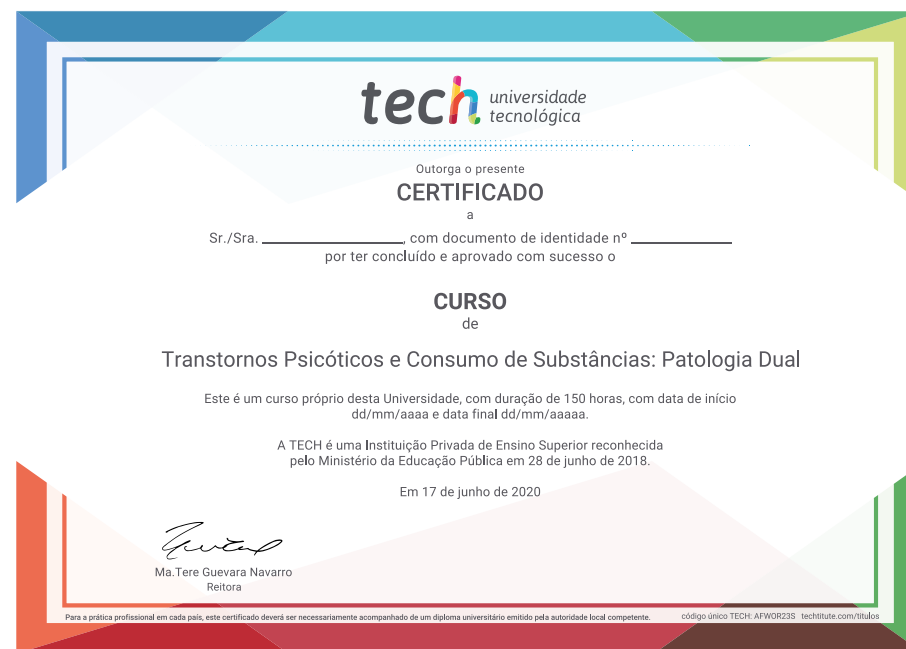 tech universidade
tecnológica
Outorga o presente
CERTIFICADO
a
Sr./Sra. ________________, com documento de identidade nº ____________
por ter concluído e aprovado com sucesso o
CURSO
de
Transtornos Psicóticos e Consumo de Substâncias: Patologia Dual
Este é um curso próprio desta Universidade, com duração de 150 horas, com data de início
dd/mm/aaaa e data final dd/mm/aaaaa.
A TECH é uma Instituição Privada de Ensino Superior reconhecida
pelo Ministério da Educação Pública em 28 de junho de 2018.
Em 17 de junho de 2020
Ma.Tere Guevara Navarro
Reitora
Para a prática profissional em cada país, este certificado deverá ser necessariamente acompanhado de um diploma universitário emitido pela autoridade local competente.
código único TECH: AFWOR23S techtitute.com/titulos